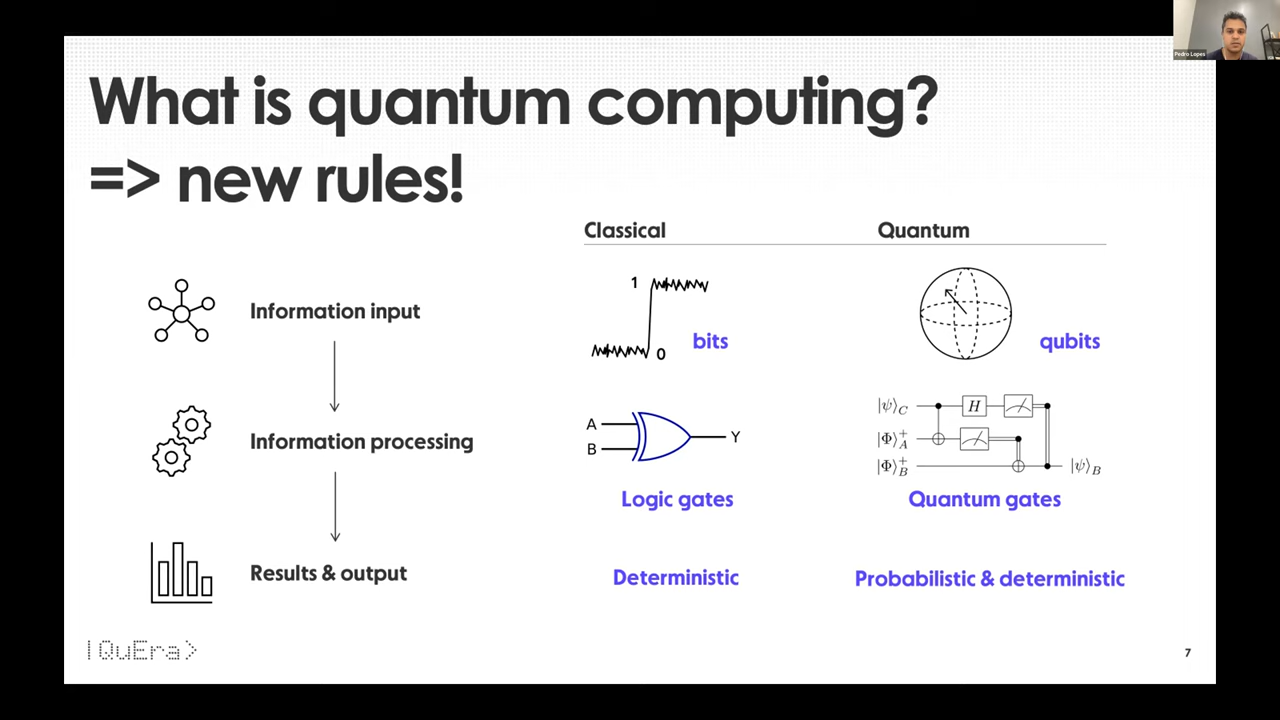 Pedro Lopes
What is quantum computing?
=> new rules!
Classical
Quantum
Information input
1
0
bits
qubits
Information processing
A
B
Y
Logic gates
|ψ⟩C
H
|Φ⟩+A
|Φ⟩+B
|ψ⟩B
Quantum gates
Results & output
Deterministic
Probabilistic & deterministic
|QuEra>
7